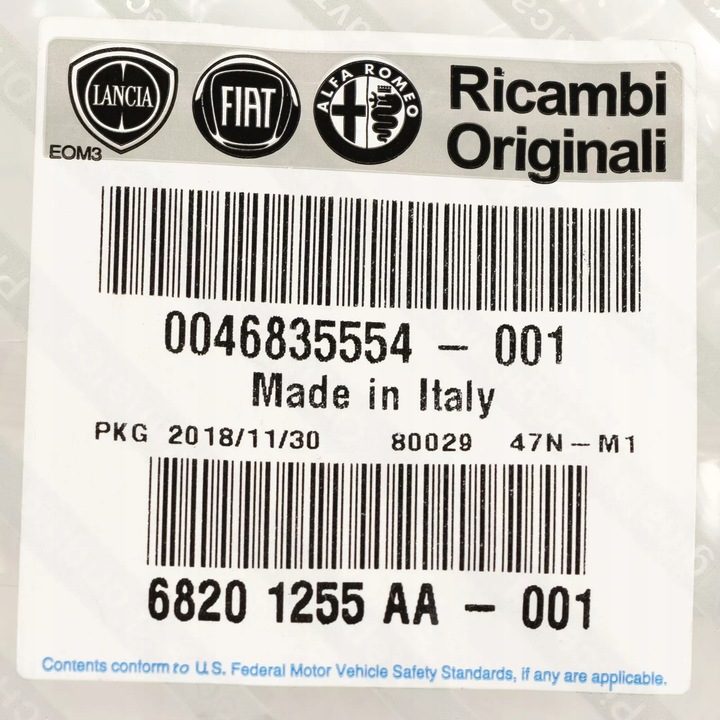 LANCIA FIAT ALFA ROMEO Ricambi
Originali
EOM3
0046835554 - 001
Made in Italy
PKG 2018/11/30 80029 47N-M1
6820 1255 AA - 001
Contents conform to U.S. Federal Motor Vehicle Safety Standards, if any are applicable.